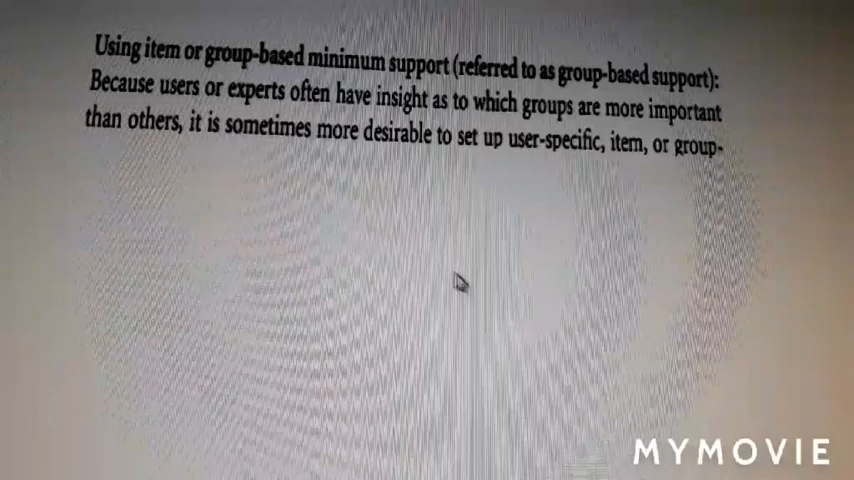 Using item or group-based minimum support (referred to as group-based support):
Because users or experts often have insight as to which groups are more important
than others, it is sometimes more desirable to set up user-specific, item, or group-
MYMOVIE